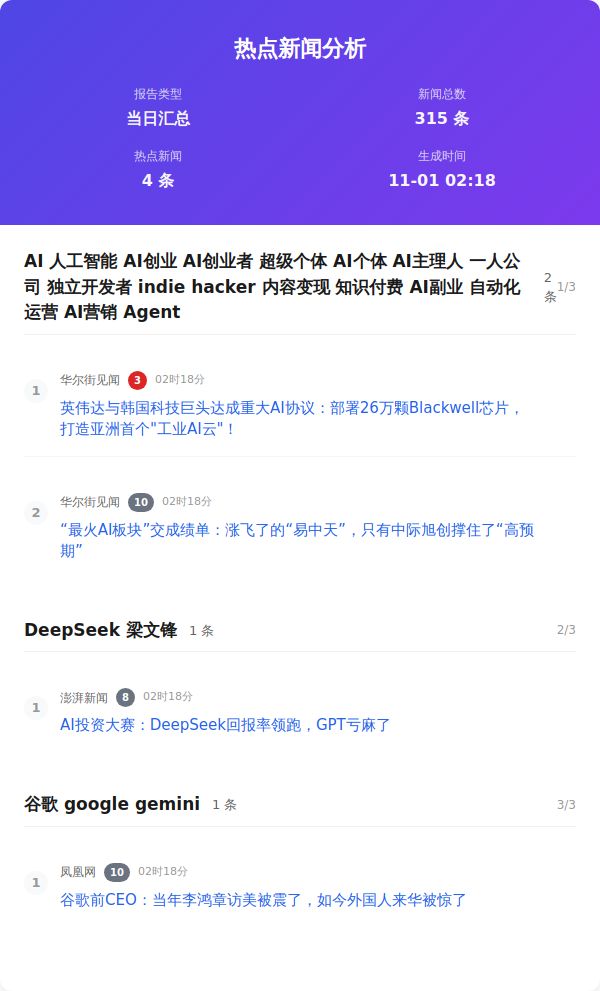 热点新闻分析
报告类型
当日汇总
新闻总数
315 条
热点新闻
4 条
生成时间
11-01 02:18
AI 人工智能 AI创业 AI创业者 超级个体 AI个体 AI主理人 一人公
司 独立开发者 indie hacker 内容变现 知识付费 AI副业 自动化
运营 AI营销 Agent
2
条
1/3
1
华尔街见闻 3 02时18分
英伟达与韩国科技巨头达成重大AI协议：部署26万颗Blackwell芯片，
打造亚洲首个"工业AI云"！
2
华尔街见闻 10 02时18分
“最火AI板块”交成绩单：涨飞了的“易中天”，只有中际旭创撑住了“高预
期”
DeepSeek 梁文锋 1 条 2/3
1
澎湃新闻 8 02时18分
AI投资大赛：DeepSeek回报率领跑，GPT亏麻了
谷歌 google gemini 1 条 3/3
1
凤凰网 10 02时18分
谷歌前CEO：当年李鸿章访美被震了，如今外国人来华被惊了